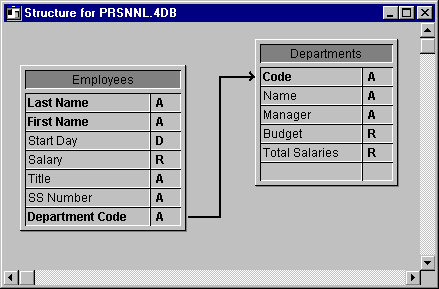 Structure for PRSNNL.4DB
Employees
Last Name A
First Name A
Start Day D
Salary R
Title A
SS Number A
Department Code A
Departments
Code A
Name A
Manager A
Budget R
Total Salaries R